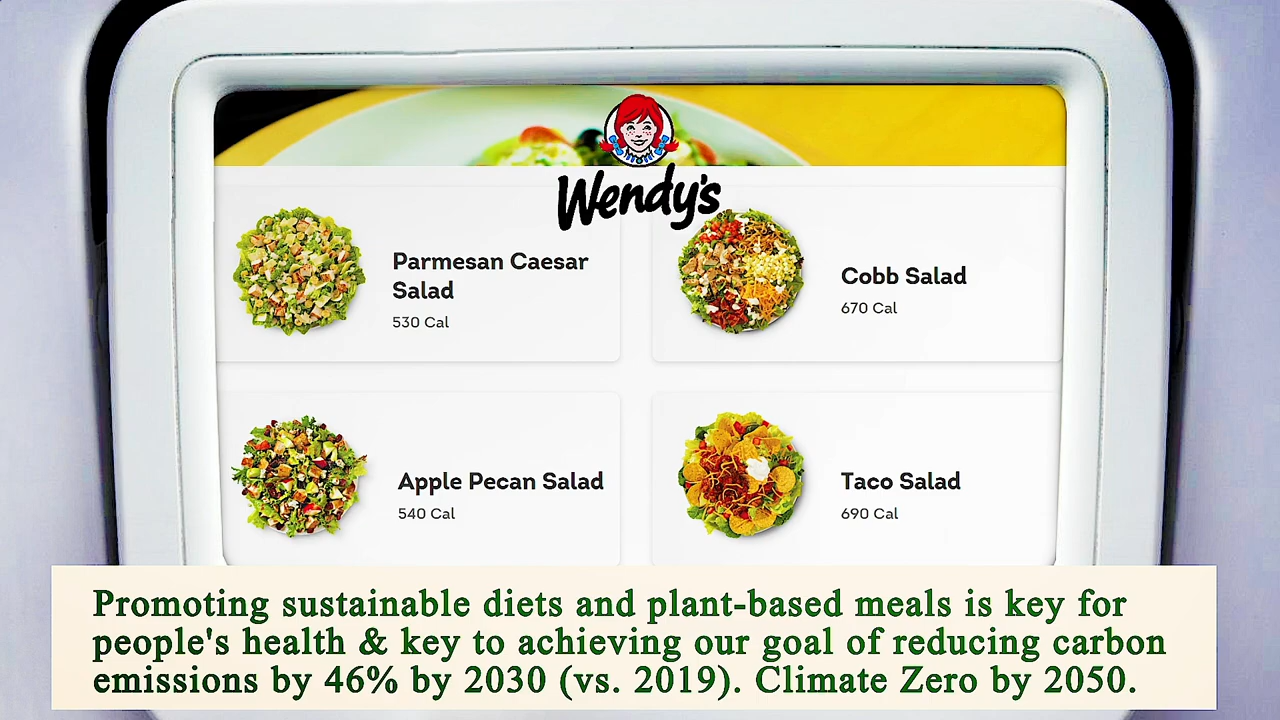 Wendy's
Parmesan Caesar
Salad
530 Cal
Cobb Salad
670 Cal
Apple Pecan Salad
540 Cal
Taco Salad
690 Cal
Promoting sustainable diets and plant-based meals is key for
people's health & key to achieving our goal of reducing carbon
emissions by 46% by 2030 (vs. 2019). Climate Zero by 2050.